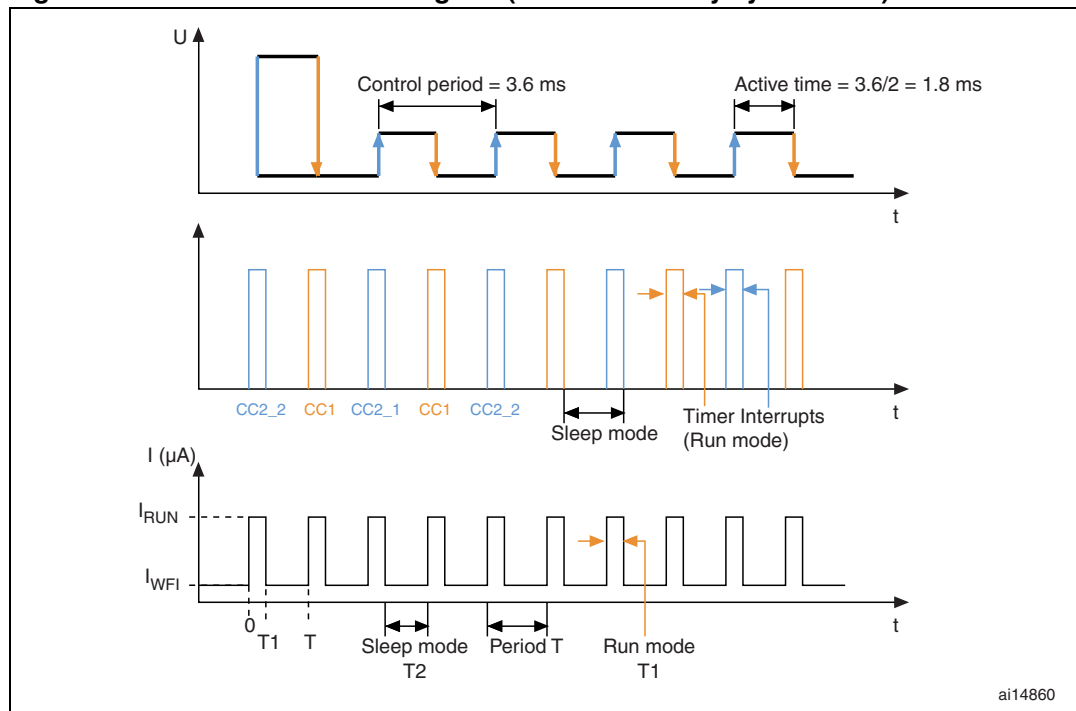 U
Control period = 3.6 ms
Active time = 3.6/2 = 1.8 ms
t
CC2_2 CC1 CC2_1 CC1 CC2_2
Sleep mode
Timer Interrupts
(Run mode)
t
I (µA)
IRUN
IWFI
0
T1
T
Sleep mode
T2
Period T
Run mode
T1
t
ai14860